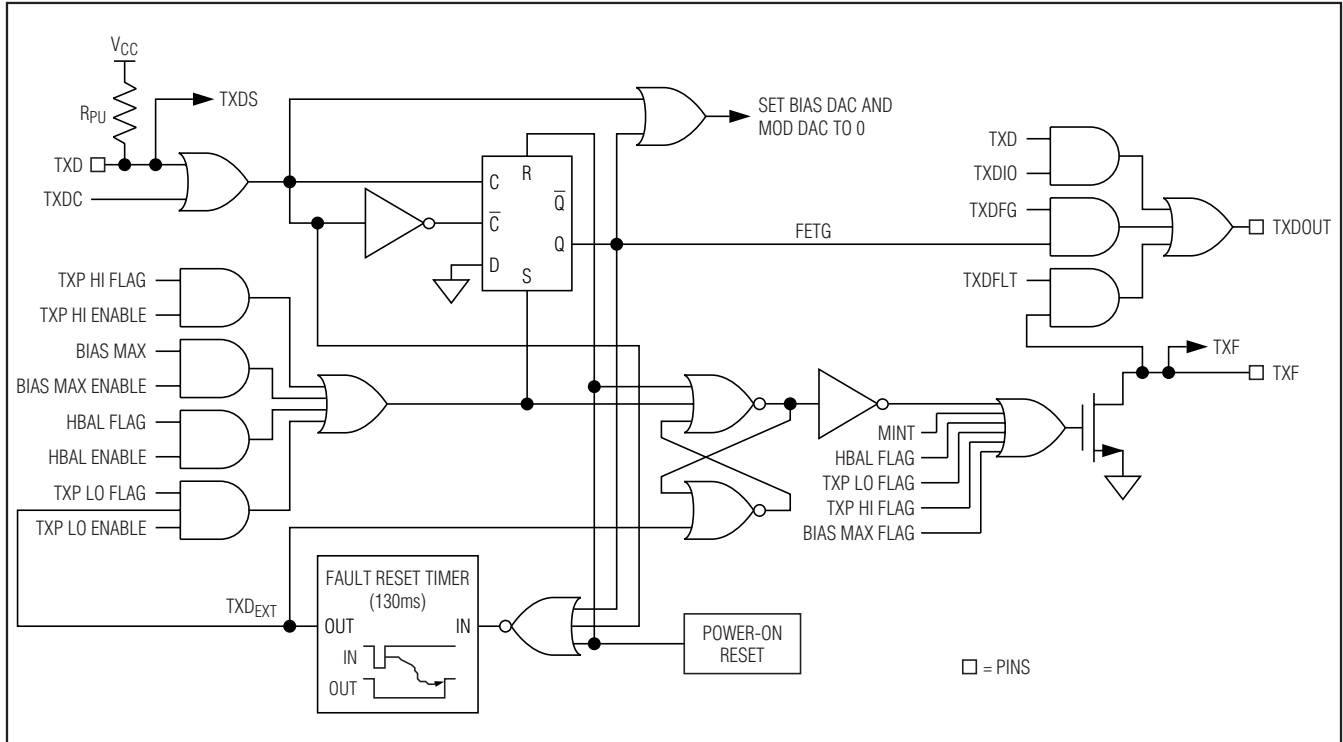 VCC
RPU
TXDS
TXD
TXDC
SET BIAS DAC AND
MOD DAC TO 0
C
R
Q
C
Q
D
S
FETG
TXD
TXDIO
TXDFG
TXDFLT
TXDOUT
TXF
TXF
TXP HI FLAG
TXP HI ENABLE
BIAS MAX
BIAS MAX ENABLE
HBAL FLAG
HBAL ENABLE
TXP LO FLAG
TXP LO ENABLE
MINT
HBAL FLAG
TXP LO FLAG
TXP HI FLAG
BIAS MAX FLAG
TXDEXT
FAULT RESET TIMER
(130ms)
OUT
IN
IN
OUT
POWER-ON
RESET
= PINS